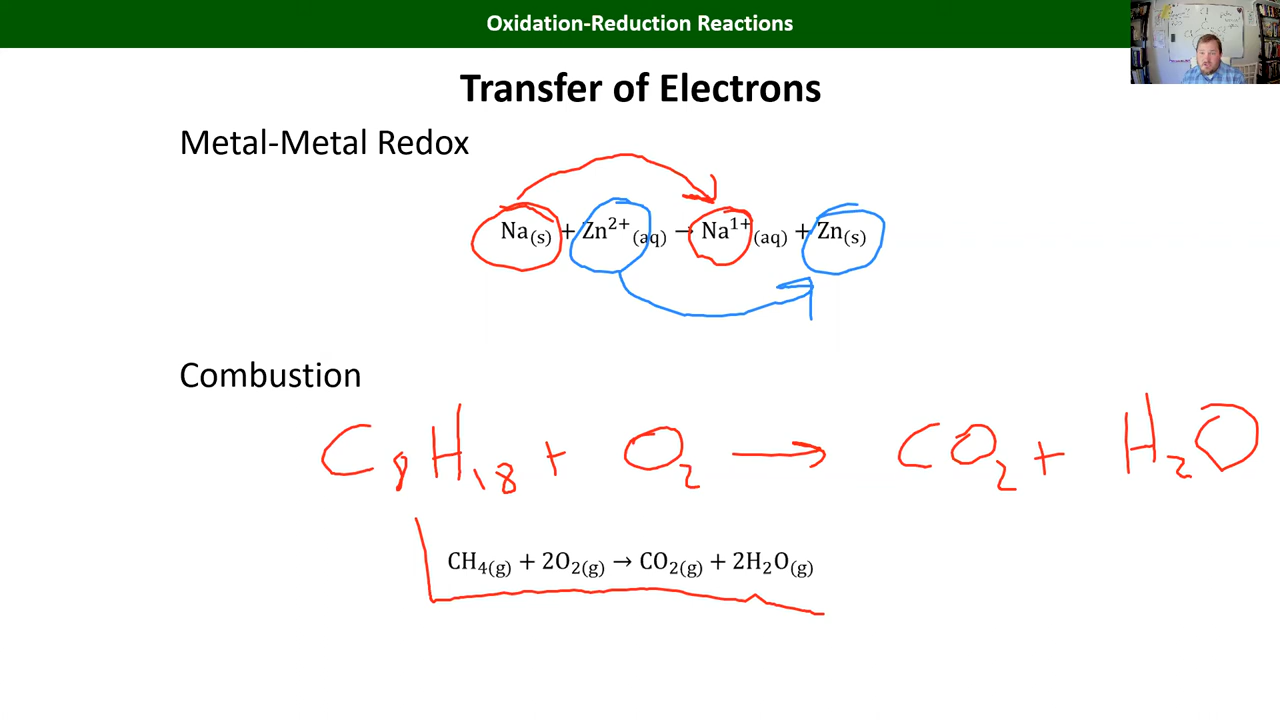 Oxidation-Reduction Reactions
Transfer of Electrons
Metal-Metal Redox
Na(s) + Zn²⁺(aq) → Na¹⁺(aq) + Zn(s)
Combustion
C₈H₁₈ + O₂ → CO₂ + H₂O
CH₄(g) + 2O₂(g) → CO₂(g) + 2H₂O(g)